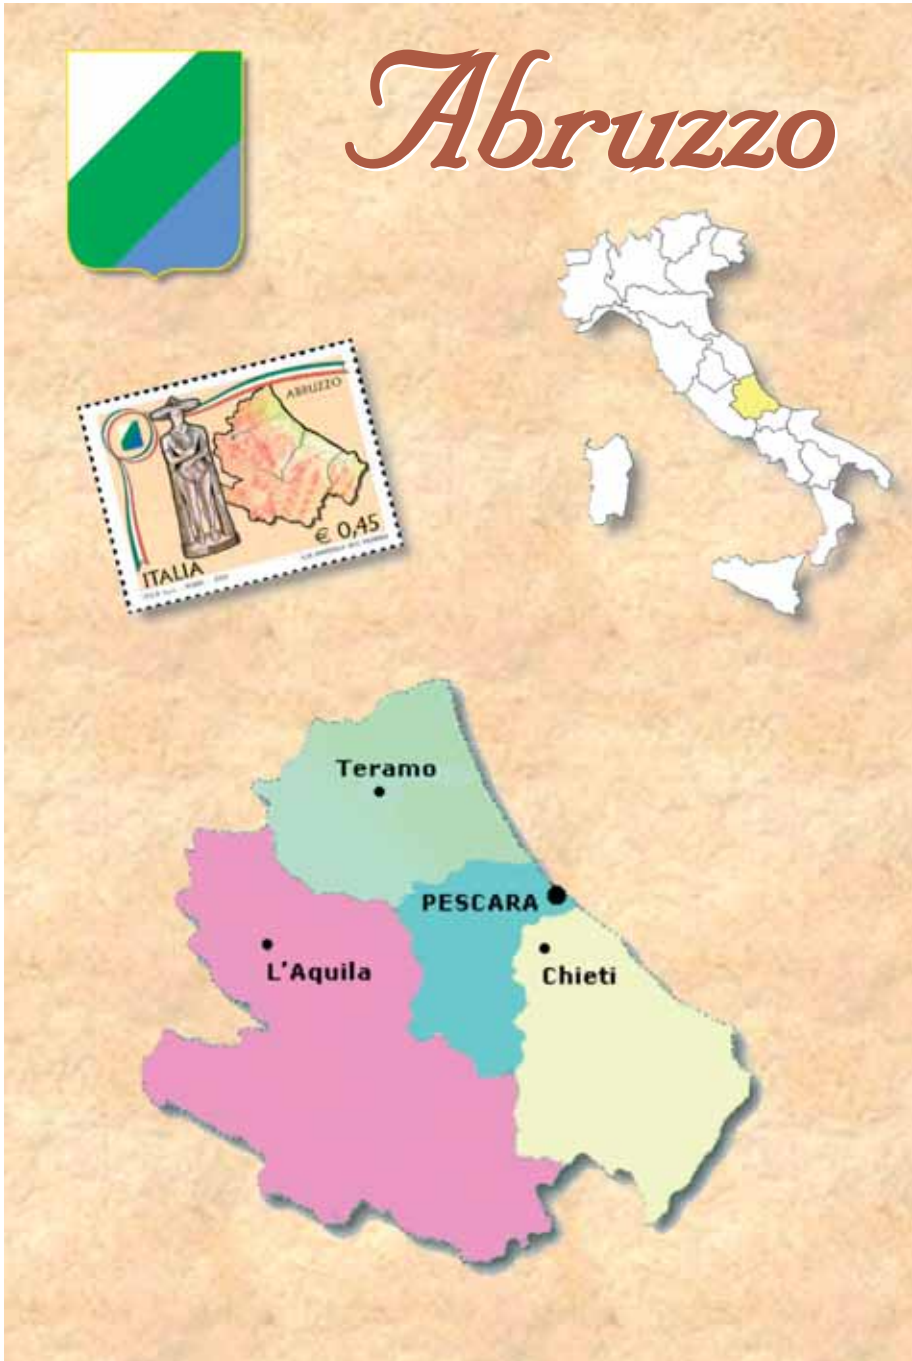 Abruzzo
ABRUZZO
€ 0,45
ITALIA
Teramo
PESCARA
L'Aquila
Chieti